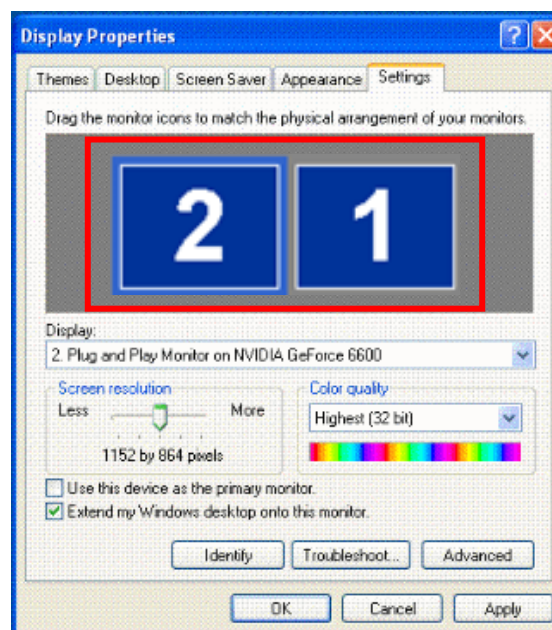 Display Properties
Themes Desktop Screen Saver Appearance Settings
Drag the monitor icons to match the physical arrangement of your monitors.
2 1
Display:
2. Plug and Play Monitor on NVIDIA GeForce 6600
Screen resolution
Less More
1152 by 864 pixels
Color quality
Highest (32 bit)
Use this device as the primary monitor.
Extend my Windows desktop onto this monitor.
Identify Troubleshoot... Advanced
OK Cancel Apply